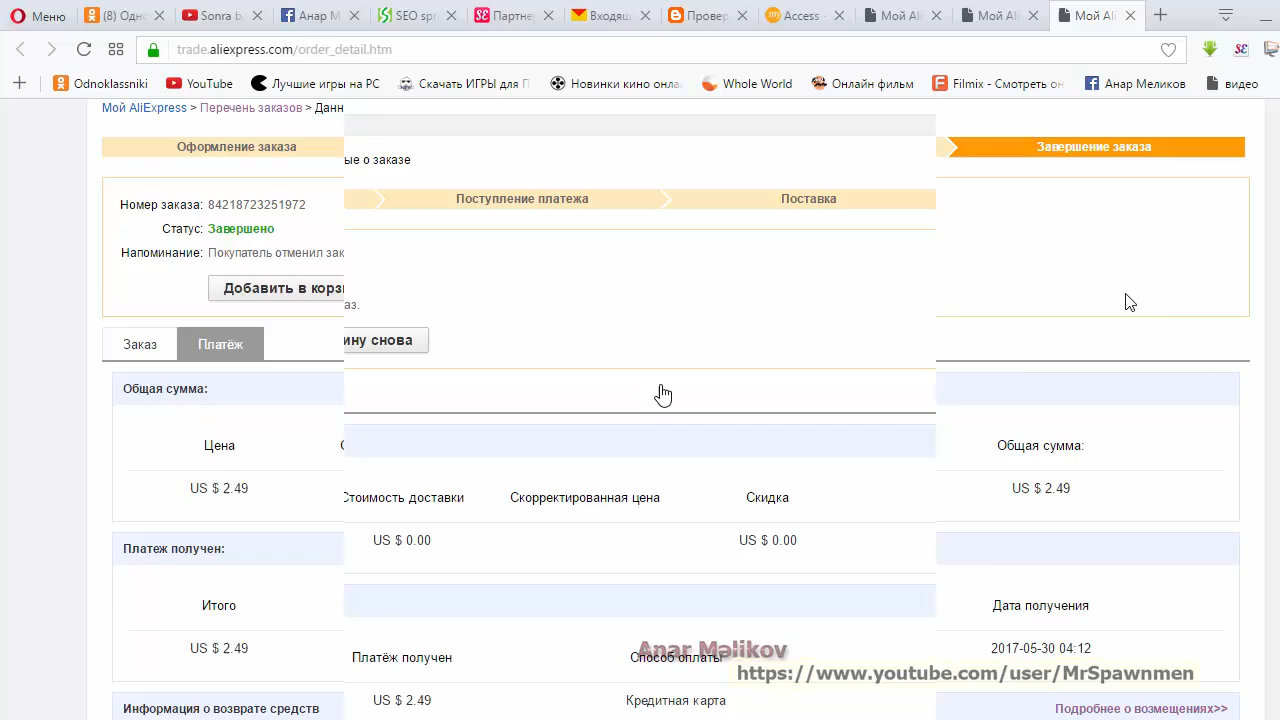 Меню
(8) Одно
Sonra b
Анар М
SEO spr
Партне
Входящ
Провер
Access
Мой Al
Мой Al
Мой Al
trade.aliexpress.com/order_detail.htm
Odnoklassniki
YouTube
Лучшие игры на PC
Скачать ИГРЫ для П
Новинки кино онла
Whole World
Онлайн фильм
Filmix - Смотреть он
Анар Меликов
видео
Мой AliExpress > Перечень заказов > Данн
ые о заказе
Оформление заказа
Поступление платежа
Поставка
Завершение заказа
Номер заказа: 84218723251972
Статус: Завершено
Напоминание: Покупатель отменил зак
аз.
Добавить в корз
ину снова
Заказ
Платёж
Общая сумма:
Цена
Стоимость доставки
Скорректированная цена
Скидка
Общая сумма:
US $ 2.49
US $ 0.00
US $ 0.00
US $ 2.49
Платеж получен:
Итого
Платёж получен
Способ оплаты
Дата получения
US $ 2.49
US $ 2.49
Кредитная карта
2017-05-30 04:12
Anar Məlikov
https://www.youtube.com/user/MrSpawnmen
Информация о возврате средств
Подробнее о возмещениях>>